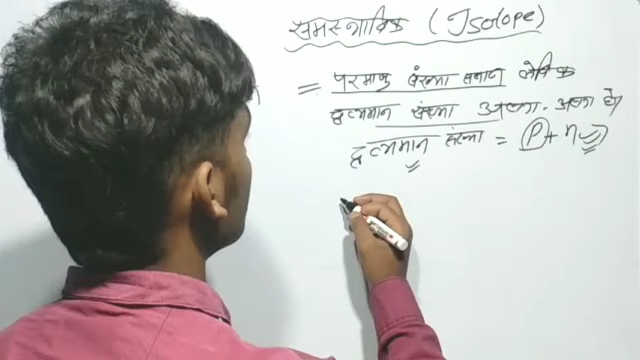 समस्थानिक (Isotope)
= परमाणु संख्या समान लेकिन
द्रव्यमान संख्या अलग-अलग हो।
द्रव्यमान संख्या = P + n